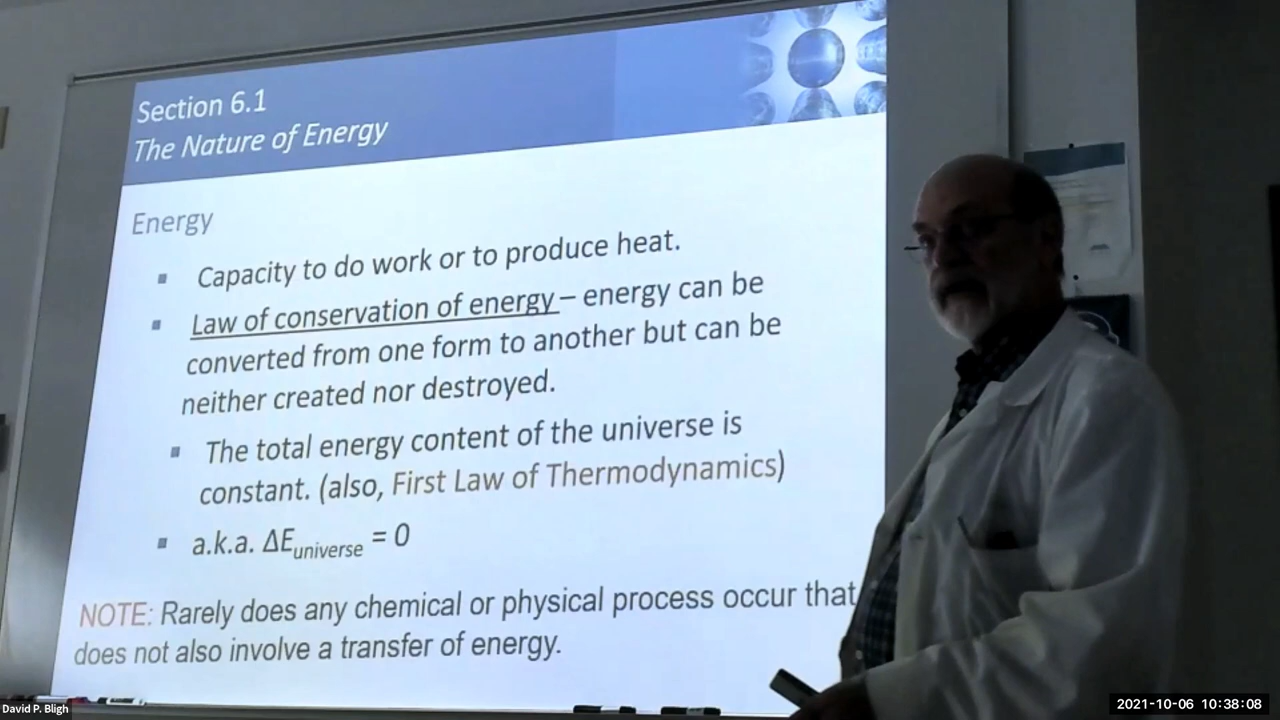 Section 6.1
The Nature of Energy
Energy
▪ Capacity to do work or to produce heat.
▪ Law of conservation of energy – energy can be
converted from one form to another but can be
neither created nor destroyed.
▪ The total energy content of the universe is
constant. (also, First Law of Thermodynamics)
▪ a.k.a. ΔEuniverse = 0
NOTE: Rarely does any chemical or physical process occur that
does not also involve a transfer of energy.
David P. Bligh
2021-10-06 10:38:08